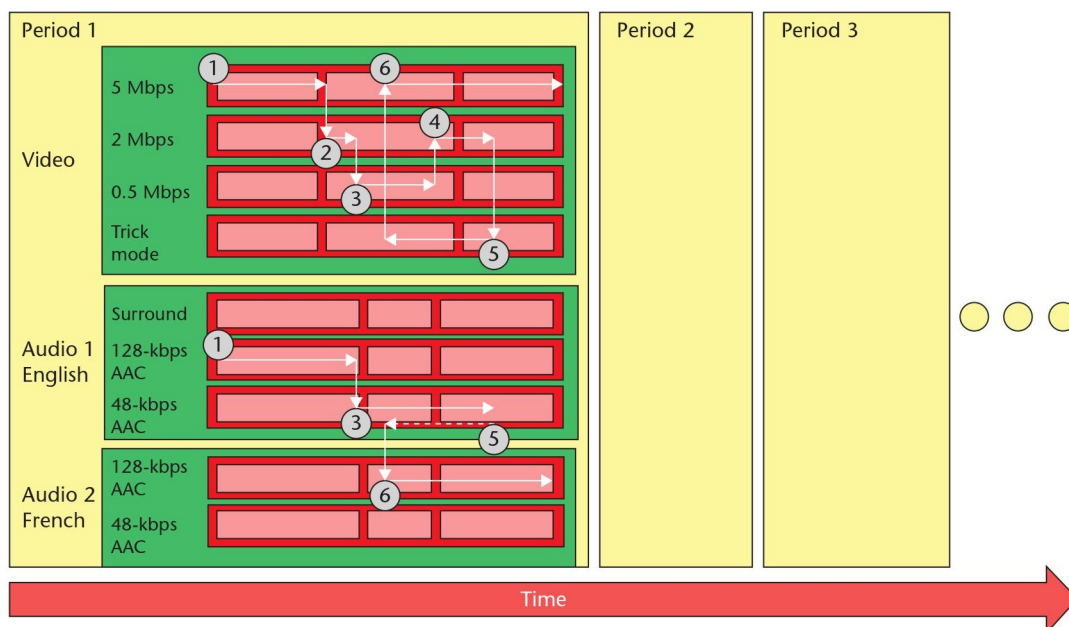 Period 1
Period 2
Period 3
Video
5 Mbps
1
6
2 Mbps
2
4
0.5 Mbps
3
Trick
mode
5
Audio 1
English
Surround
1
128-kbps
AAC
48-kbps
AAC
3
5
Audio 2
French
128-kbps
AAC
6
48-kbps
AAC
Time